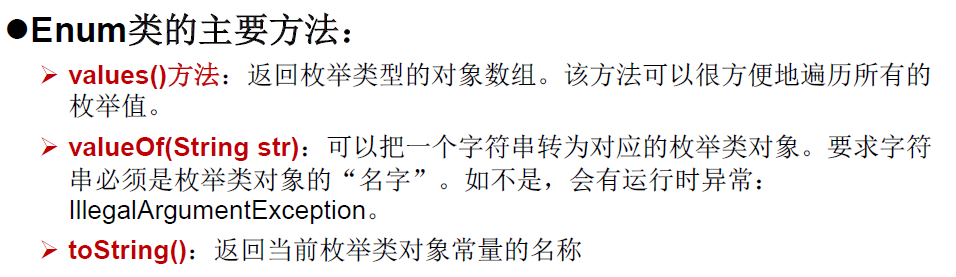 ●Enum类的主要方法：
➢ values()方法：返回枚举类型的对象数组。该方法可以很方便地遍历所有的
枚举值。
➢ valueOf(String str)：可以把一个字符串转为对应的枚举类对象。要求字符
串必须是枚举类对象的“名字”。如不是，会有运行时异常：
IllegalArgumentException。
➢ toString()：返回当前枚举类对象常量的名称